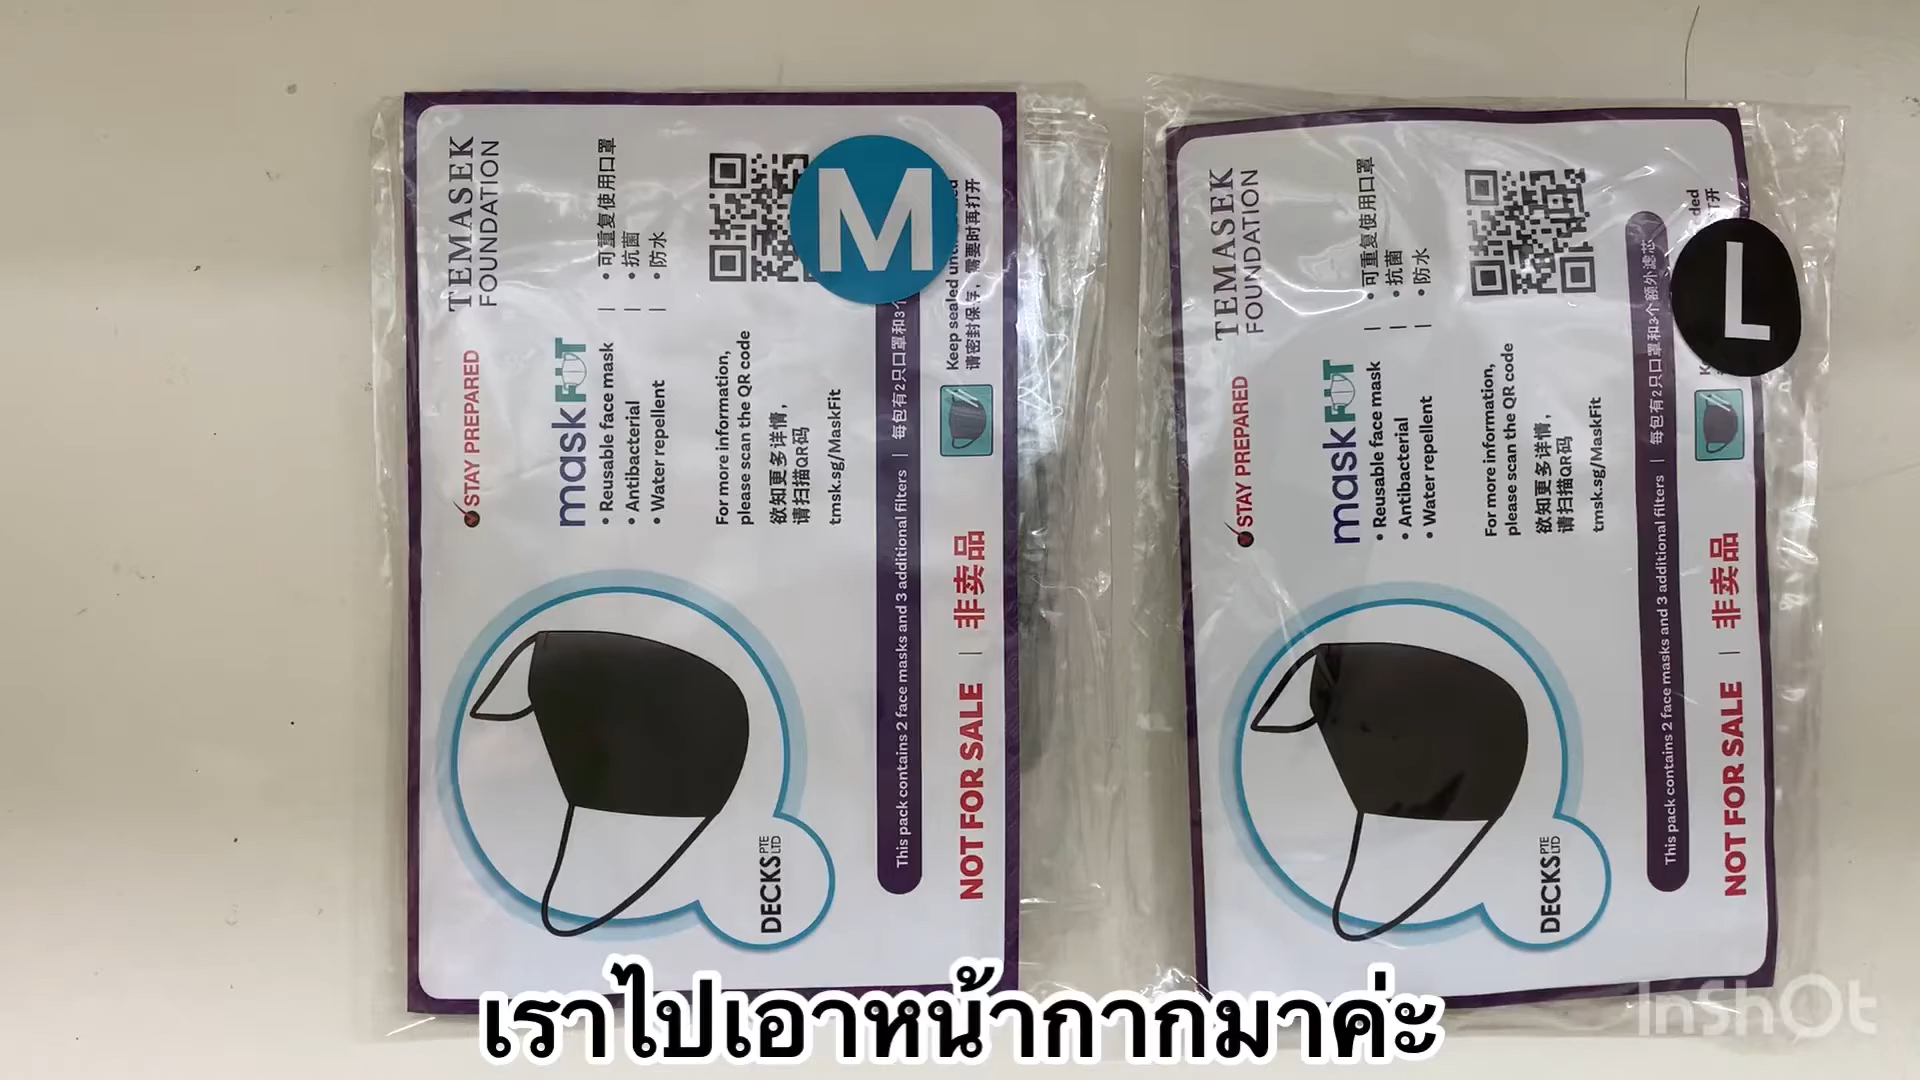 TEMASEK
FOUNDATION
STAY PREPARED
maskFIT
• Reusable face mask | • 可重复使用口罩
• Antibacterial | • 抗菌
• Water repellent | • 防水
For more information,
please scan the QR code
欲知更多详情，
请扫描QR码
tmsk.sg/MaskFit
M
DECKS PTE LTD
This pack contains 2 face masks and 3 additional filters | 每包有2只口罩和3个
Keep sealed
请密封保存，需要时再打开
NOT FOR SALE | 非卖品
TEMASEK
FOUNDATION
STAY PREPARED
maskFIT
• Reusable face mask | • 可重复使用口罩
• Antibacterial | • 抗菌
• Water repellent | • 防水
For more information,
please scan the QR code
欲知更多详情，
请扫描QR码
tmsk.sg/MaskFit
L
DECKS PTE LTD
This pack contains 2 face masks and 3 additional filters | 每包有2只口罩和3个额外滤芯
NOT FOR SALE | 非卖品
เราไปเอาหน้ากากมาค่ะ
InShOt